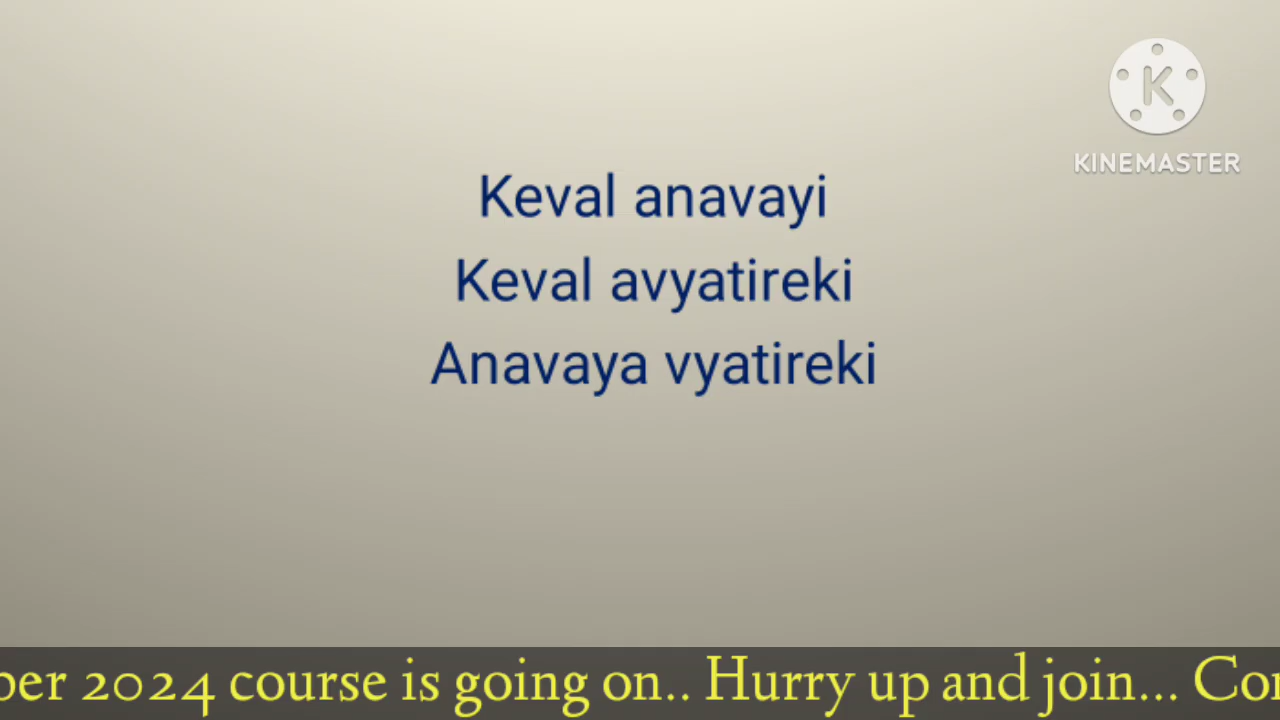 K
KINEMASTER
Keval anavayi
Keval avyatireki
Anavaya vyatireki
2024 course is going on.. Hurry up and join...